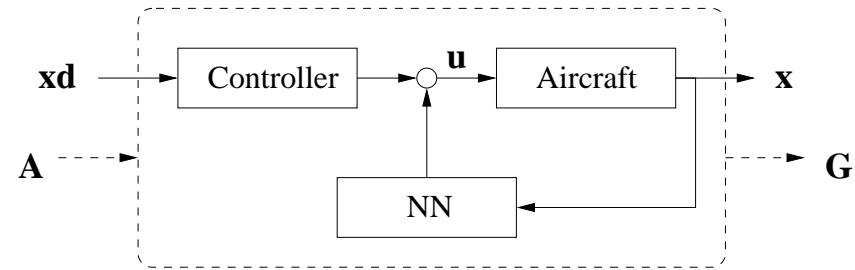 xd
Controller
u
Aircraft
x
A
NN
G